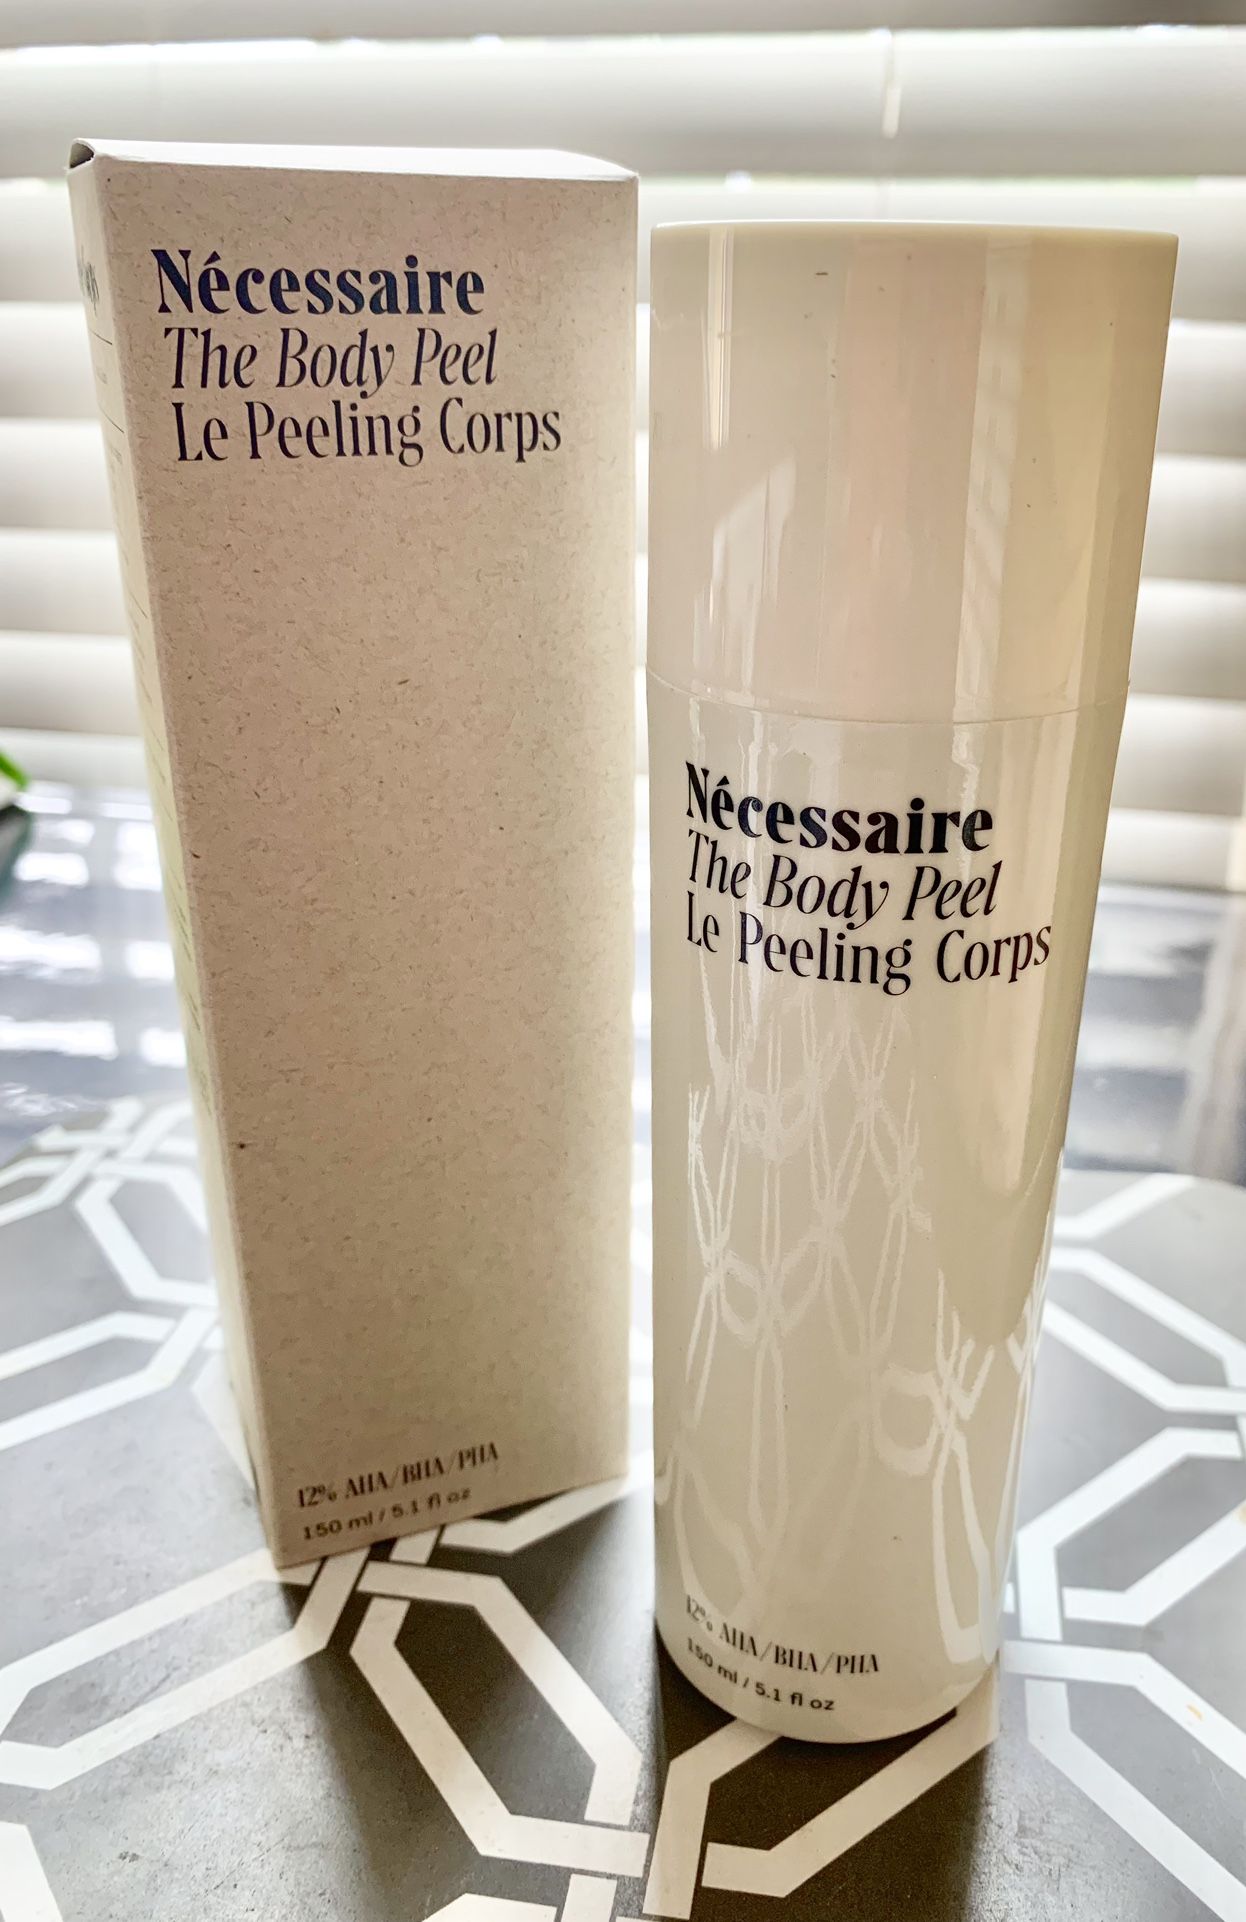 Nécessaire
The Body Peel
Le Peeling Corps
12% AHA/BHA/PHA
150 ml / 5.1 fl oz
Nécessaire
The Body Peel
Le Peeling Corps
12% AHA/BHA/PHA
150 ml / 5.1 fl oz